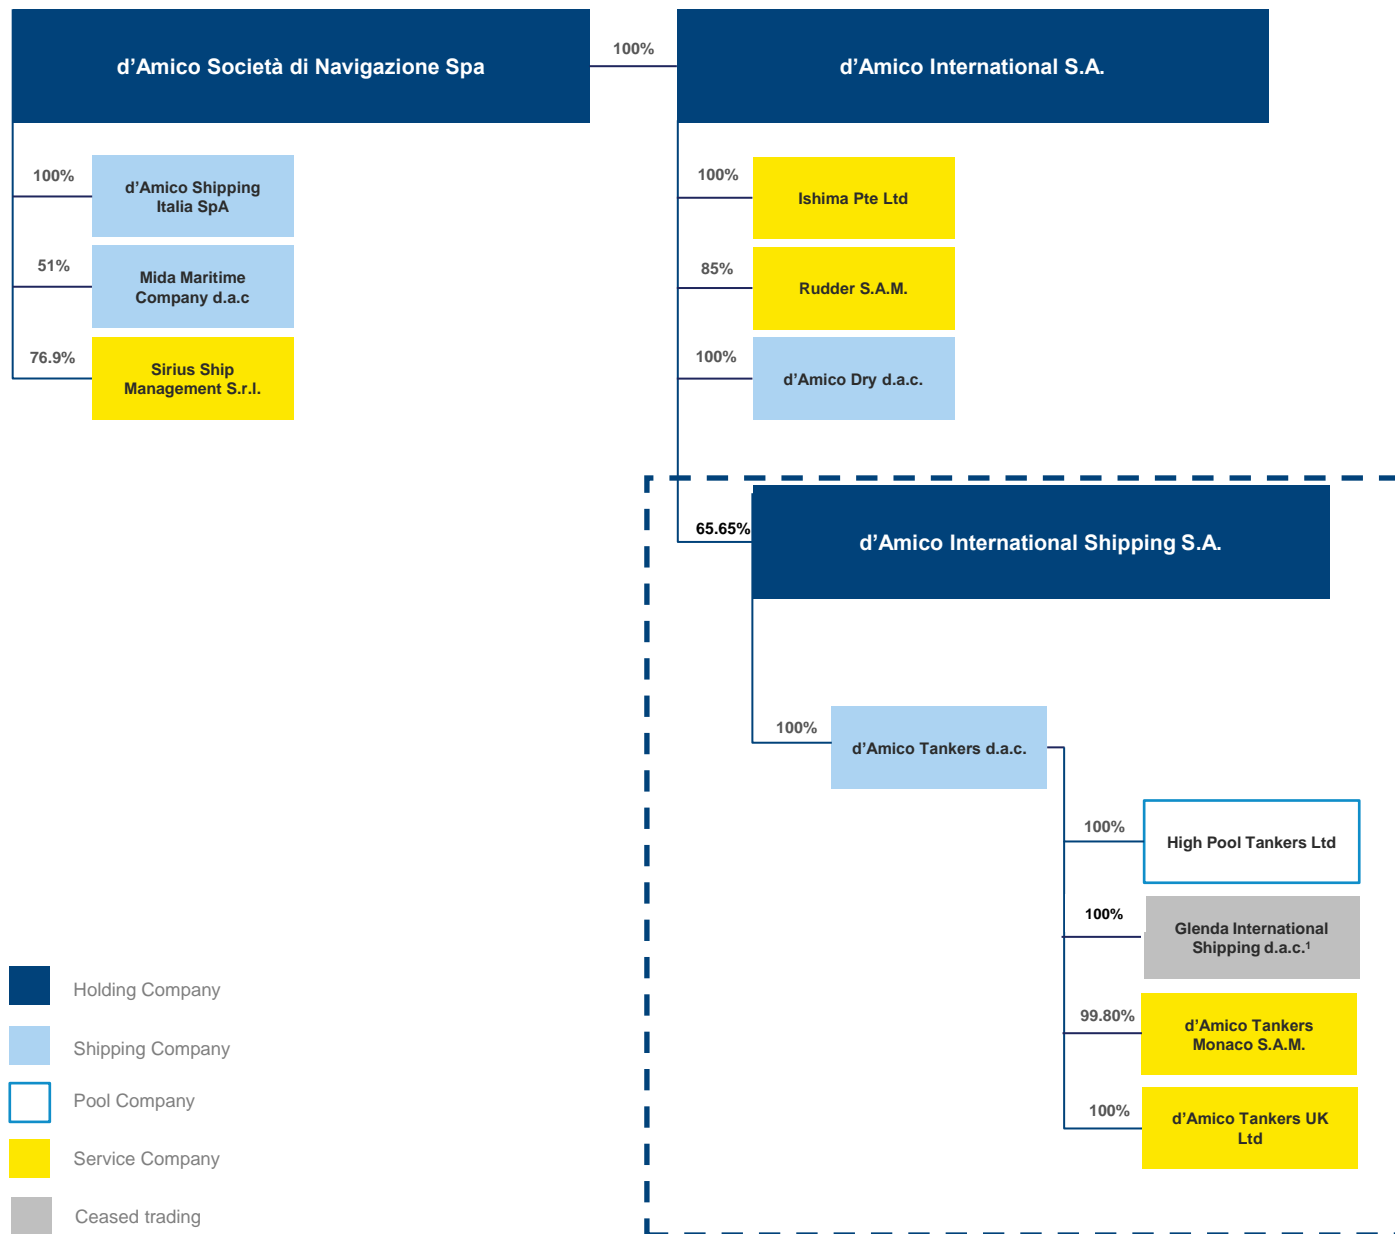 d’Amico Società di Navigazione Spa
100%
d’Amico International S.A.
100%
d’Amico Shipping
Italia SpA
51%
Mida Maritime
Company d.a.c
76.9%
Sirius Ship
Management S.r.l.
100%
Ishima Pte Ltd
85%
Rudder S.A.M.
100%
d’Amico Dry d.a.c.
65.65%
d’Amico International Shipping S.A.
100%
d’Amico Tankers d.a.c.
100%
High Pool Tankers Ltd
100%
Glenda International
Shipping d.a.c.¹
99.80%
d’Amico Tankers
Monaco S.A.M.
100%
d’Amico Tankers UK
Ltd
Holding Company
Shipping Company
Pool Company
Service Company
Ceased trading